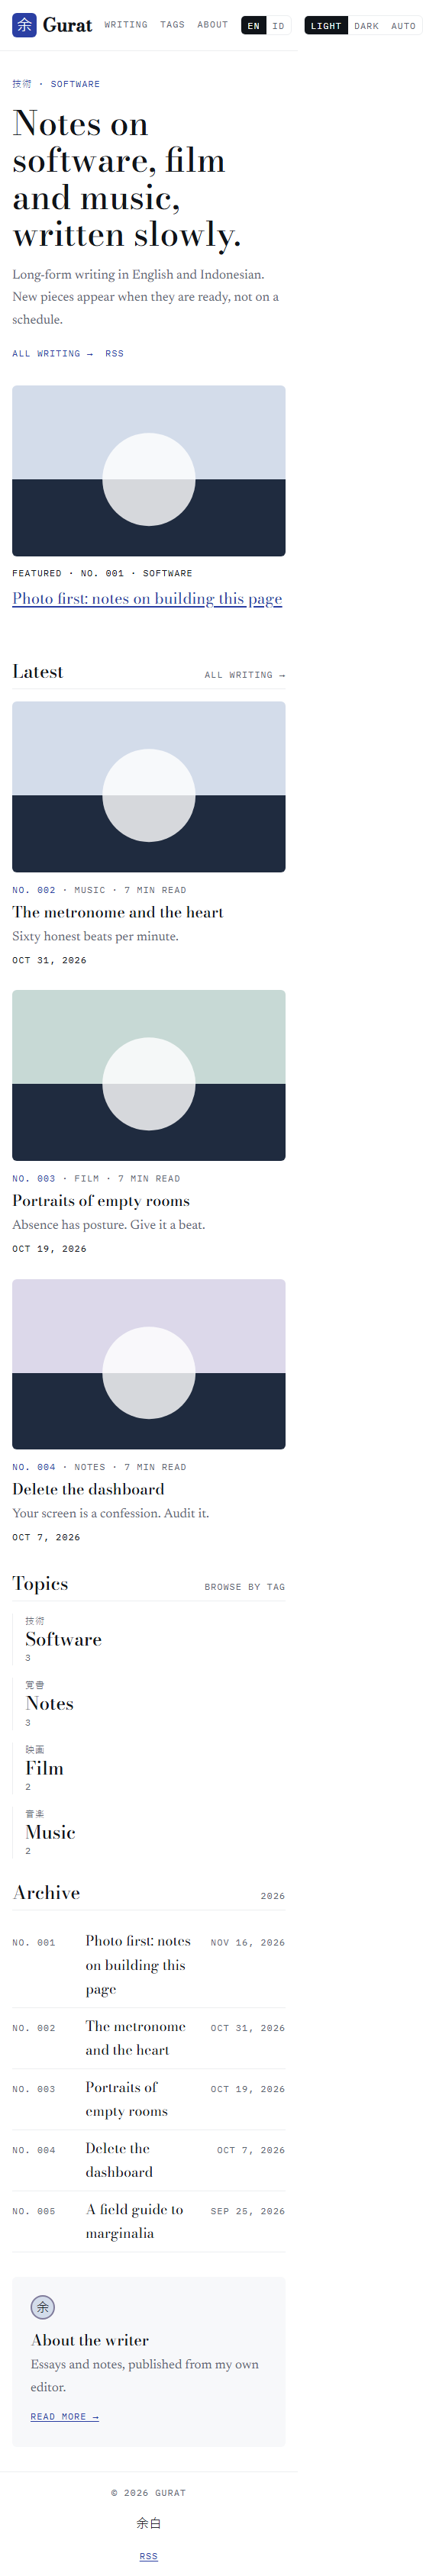 余 Gurat WRITING TAGS ABOUT EN ID LIGHT DARK AUTO
技術 · SOFTWARE
Notes on
software, film
and music,
written slowly.
Long-form writing in English and Indonesian.
New pieces appear when they are ready, not on a
schedule.
ALL WRITING → RSS
FEATURED · NO. 001 · SOFTWARE
Photo first: notes on building this page
Latest ALL WRITING →
NO. 002 · MUSIC · 7 MIN READ
The metronome and the heart
Sixty honest beats per minute.
OCT 31, 2026
NO. 003 · FILM · 7 MIN READ
Portraits of empty rooms
Absence has posture. Give it a beat.
OCT 19, 2026
NO. 004 · NOTES · 7 MIN READ
Delete the dashboard
Your screen is a confession. Audit it.
OCT 7, 2026
Topics BROWSE BY TAG
技術
Software
3
覚書
Notes
3
映画
Film
2
音楽
Music
2
Archive 2026
NO. 001 Photo first: notes NOV 16, 2026
on building this
page
NO. 002 The metronome OCT 31, 2026
and the heart
NO. 003 Portraits of OCT 19, 2026
empty rooms
NO. 004 Delete the OCT 7, 2026
dashboard
NO. 005 A field guide to SEP 25, 2026
marginalia
余
About the writer
Essays and notes, published from my own
editor.
READ MORE →
© 2026 GURAT
余白
RSS